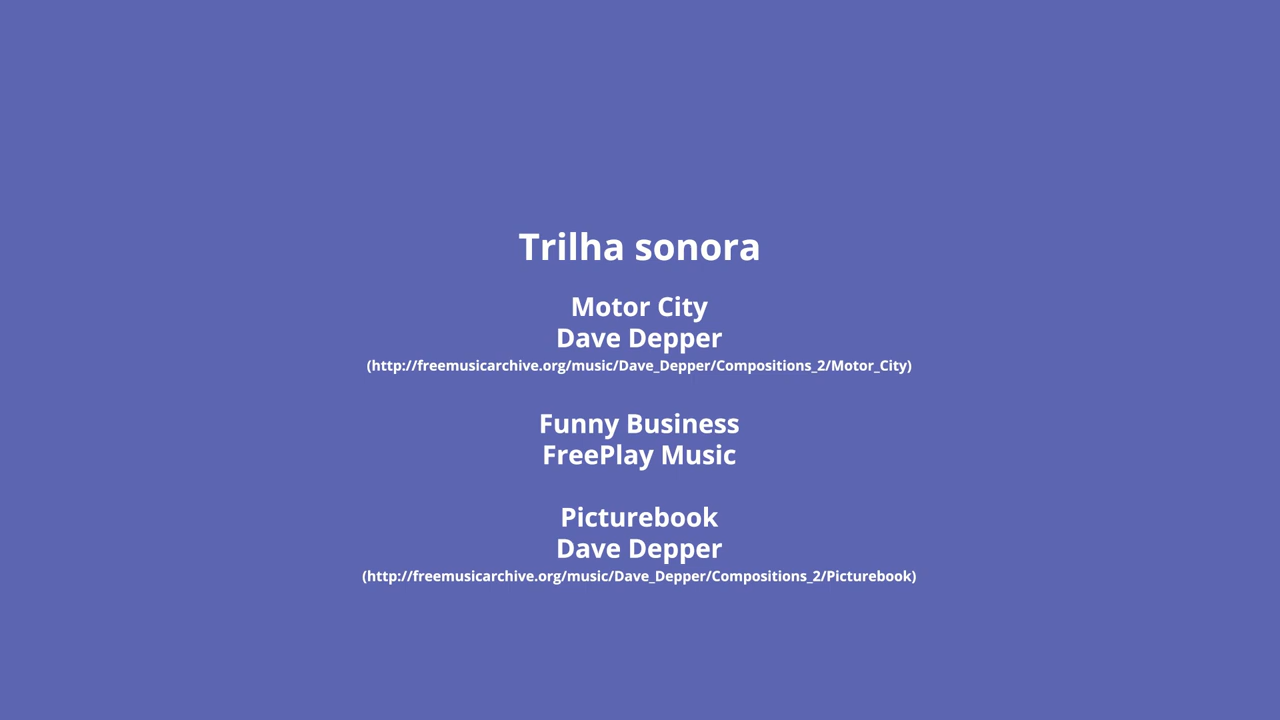 Trilha sonora
Motor City
Dave Depper
(http://freemusicarchive.org/music/Dave_Depper/Compositions_2/Motor_City)
Funny Business
FreePlay Music
Picturebook
Dave Depper
(http://freemusicarchive.org/music/Dave_Depper/Compositions_2/Picturebook)